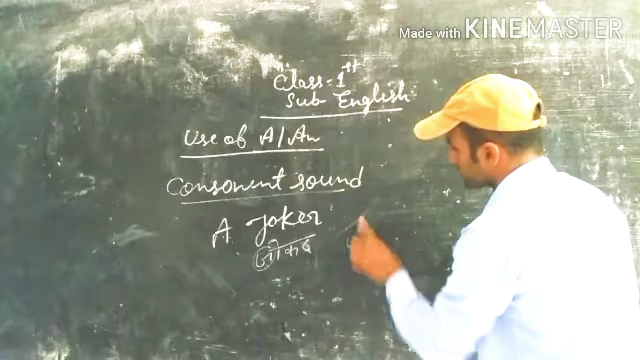 Made with KINEMASTER
Class-1st
Sub- English
Use of A/An
Consonent sound
A Joker
जोकर